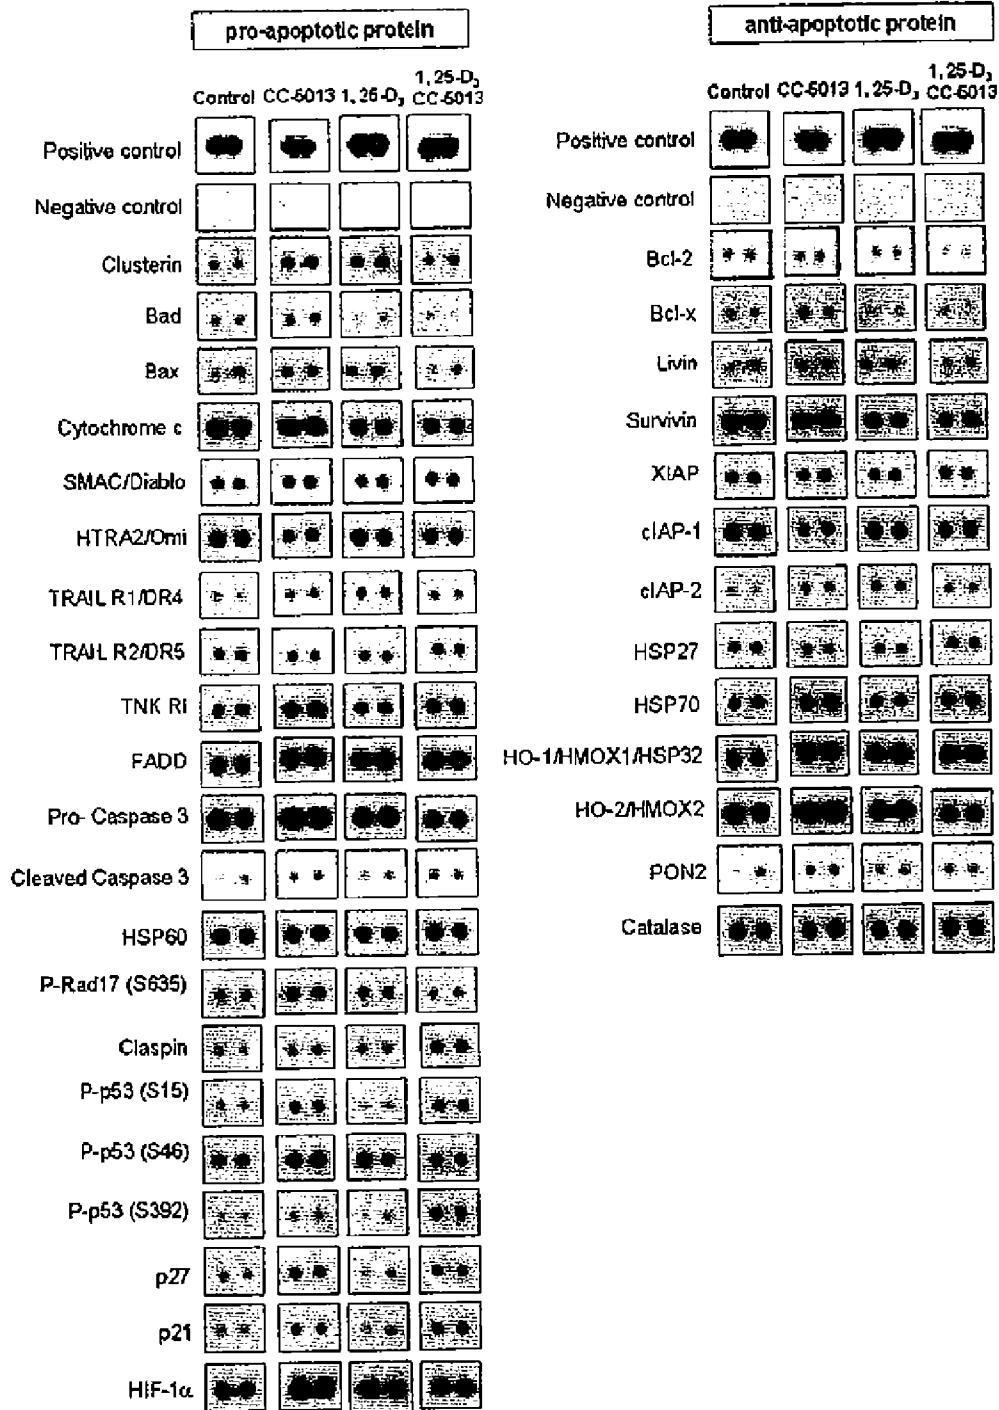 pro-apoptotic protein
1,25-D3
Control CC-5013 1,25-D3 CC-5013
Positive control
Negative control
Clusterin
Bad
Bax
Cytochrome c
SMAC/Diablo
HTRA2/Omi
TRAIL R1/DR4
TRAIL R2/DR5
TNK RI
FADD
Pro- Caspase 3
Cleaved Caspase 3
HSP60
P-Rad17 (S635)
Claspin
P-p53 (S15)
P-p53 (S46)
P-p53 (S392)
p27
p21
HIF-1α
anti-apoptotic protein
1,25-D3
Control CC-5013 1,25-D3 CC-5013
Positive control
Negative control
Bcl-2
Bcl-x
Livin
Survivin
XIAP
cIAP-1
cIAP-2
HSP27
HSP70
HO-1/HMOX1/HSP32
HO-2/HMOX2
PON2
Catalase